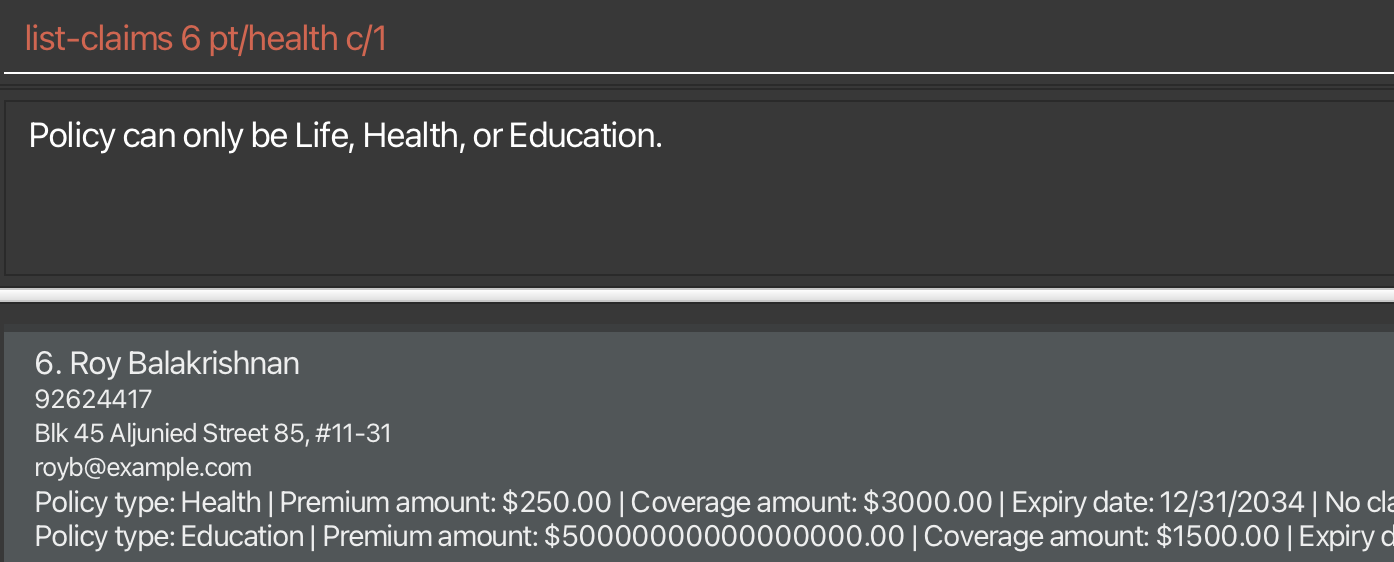 list-claims 6 pt/health c/1
Policy can only be Life, Health, or Education.
6. Roy Balakrishnan
92624417
Blk 45 Aljunied Street 85, #11-31
royb@example.com
Policy type: Health | Premium amount: $250.00 | Coverage amount: $3000.00 | Expiry date: 12/31/2034 | No cla
Policy type: Education | Premium amount: $50000000000000000.00 | Coverage amount: $1500.00 | Expiry d